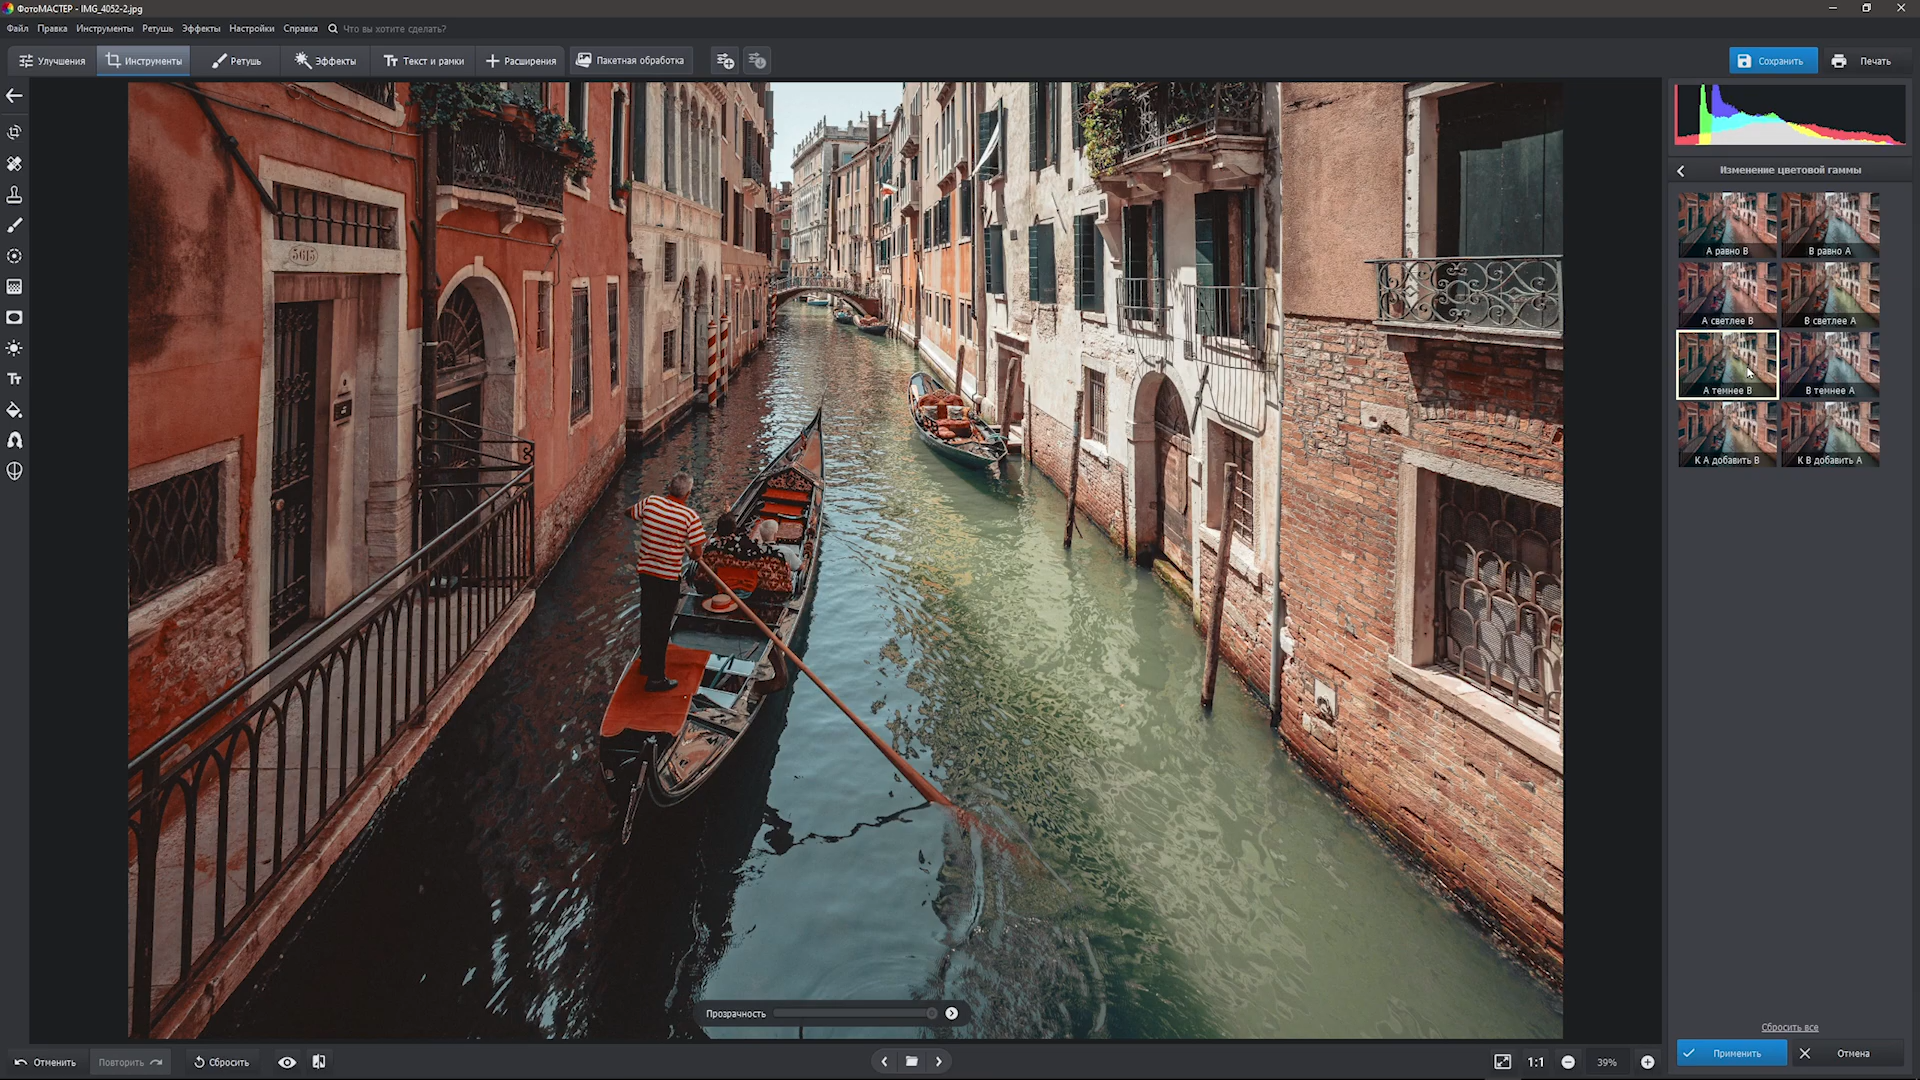 ФотоМАСТЕР - IMG_4052-2.jpg
Файл Правка Инструменты Ретушь Эффекты Настройки Справка Что вы хотите сделать?
Улучшения Инструменты Ретушь Эффекты Текст и рамки Расширения Пакетная обработка Сохранить Печать
Изменение цветовой гаммы
А равно В В равно А
А светлее В В светлее А
А темнее В В темнее А
К А добавить В К В добавить А
5615
Прозрачность
Сбросить все
Применить Отмена
Отменить Повторить Сбросить 1:1 39%